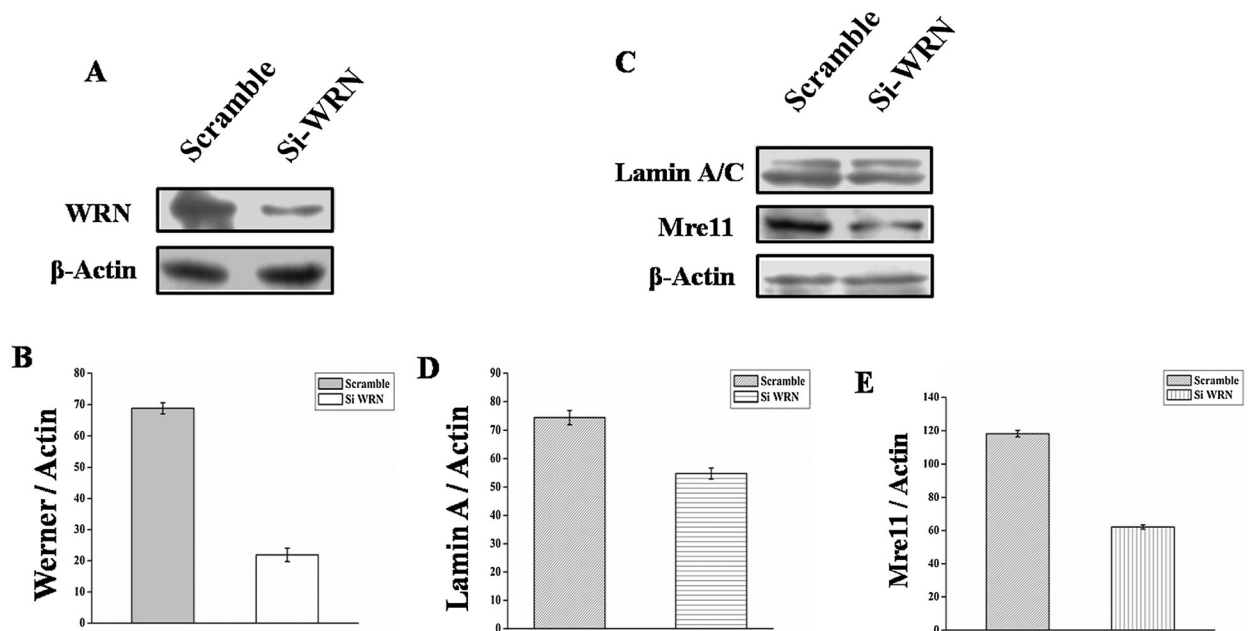 A
Scramble
Si-WRN
WRN
β-Actin
C
Scramble
Si-WRN
Lamin A/C
Mre11
β-Actin
B
Werner / Actin
80
70
60
50
40
30
20
10
0
Scramble
Si WRN
D
Lamin A / Actin
90
80
70
60
50
40
30
20
10
0
Scramble
Si WRN
E
Mre11 / Actin
140
120
100
80
60
40
20
0
Scramble
Si WRN